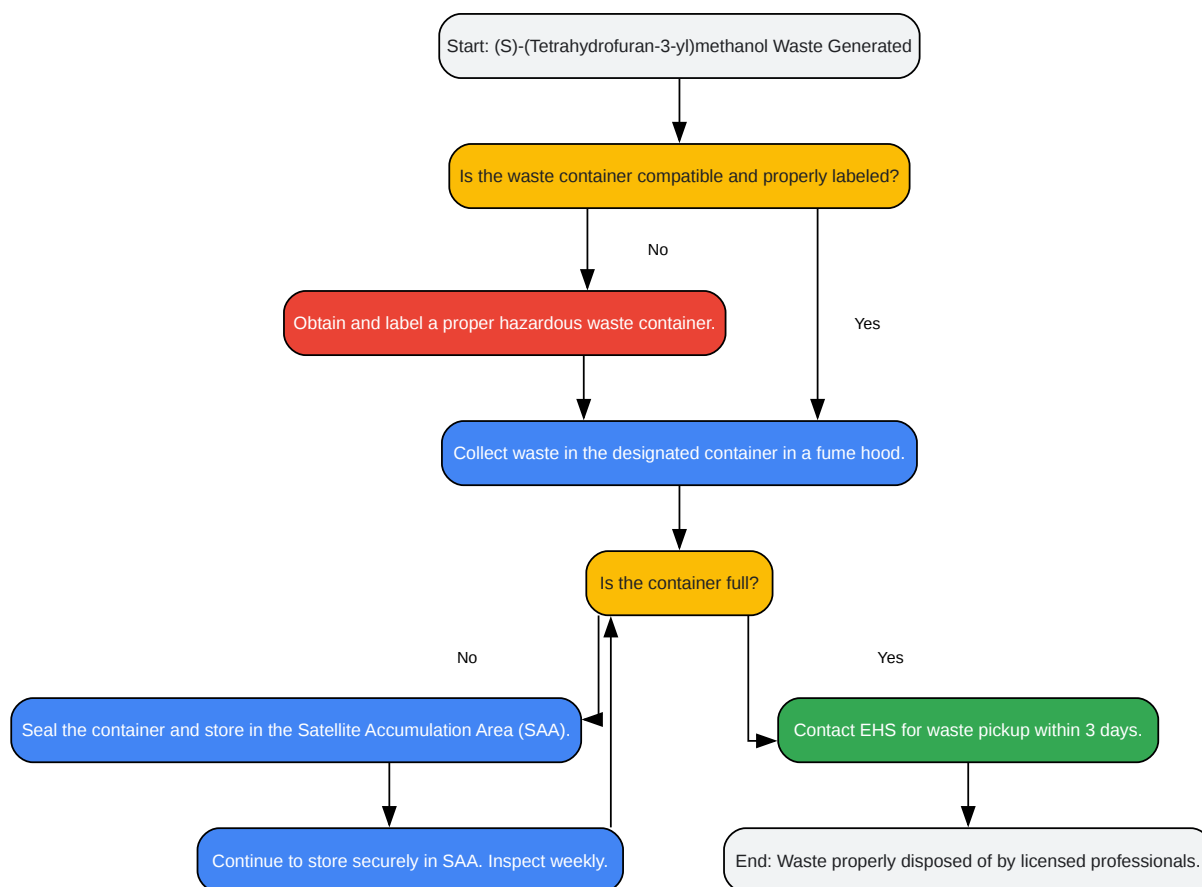 Start: (S)-(Tetrahydrofuran-3-yl)methanol Waste Generated
Is the waste container compatible and properly labeled?
No
Obtain and label a proper hazardous waste container.
Yes
Collect waste in the designated container in a fume hood.
Is the container full?
No
Yes
Seal the container and store in the Satellite Accumulation Area (SAA).
Contact EHS for waste pickup within 3 days.
Continue to store securely in SAA. Inspect weekly.
End: Waste properly disposed of by licensed professionals.